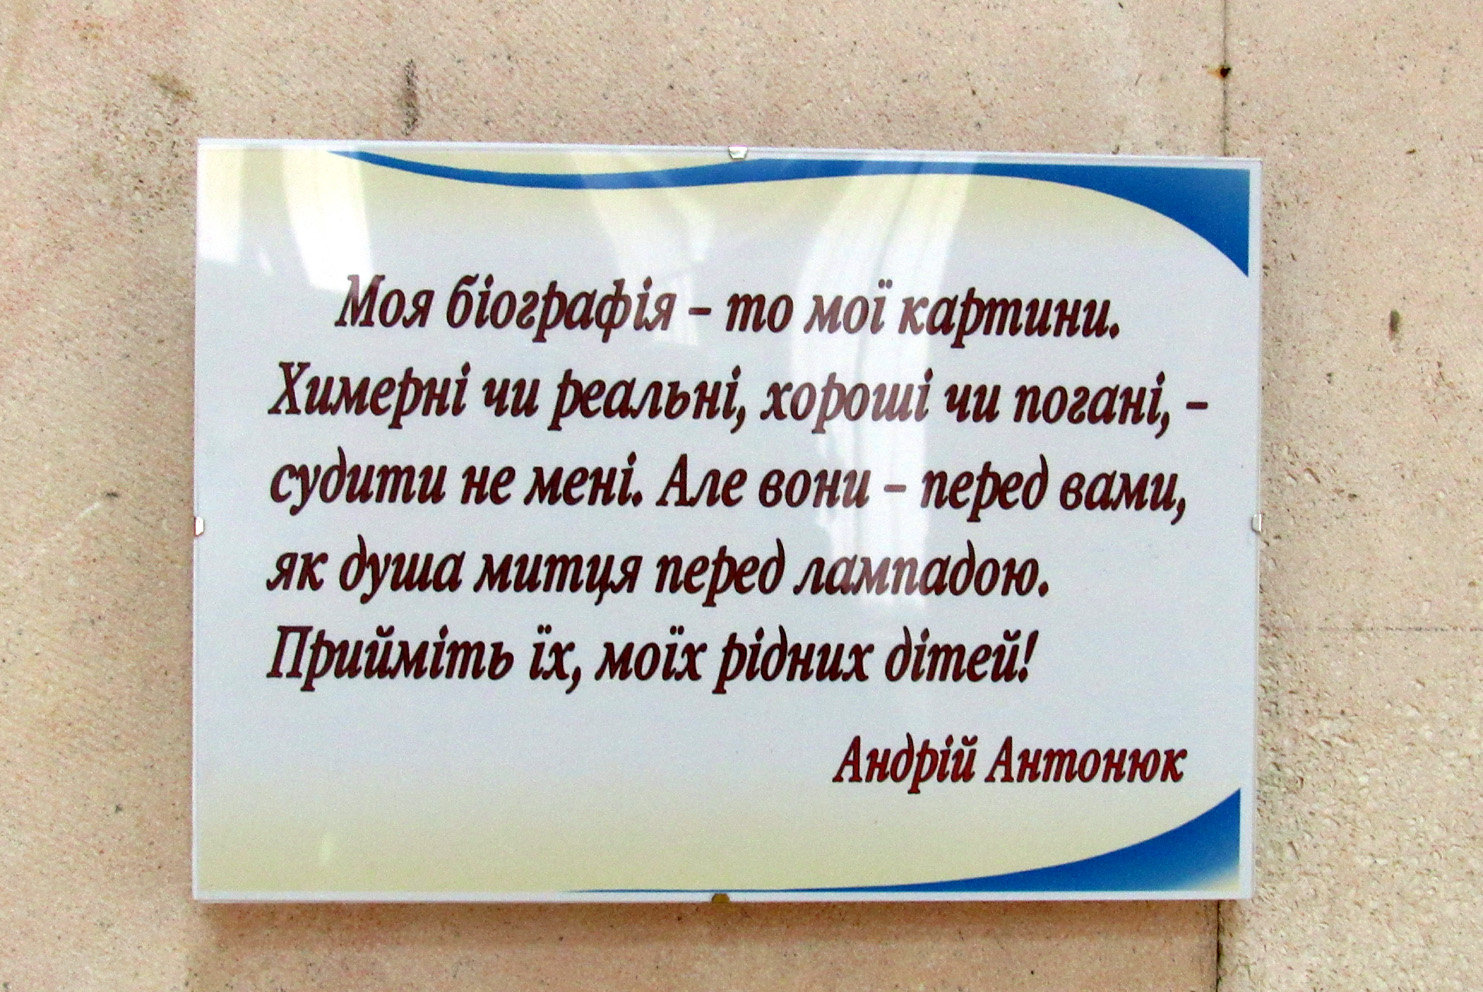 Моя біографія – то мої картини.
Химерні чи реальні, хороші чи погані, –
судити не мені. Але вони – перед вами,
як душа митця перед лампадою.
Прийміть їх, моїх рідних дітей!
Андрій Антонюк